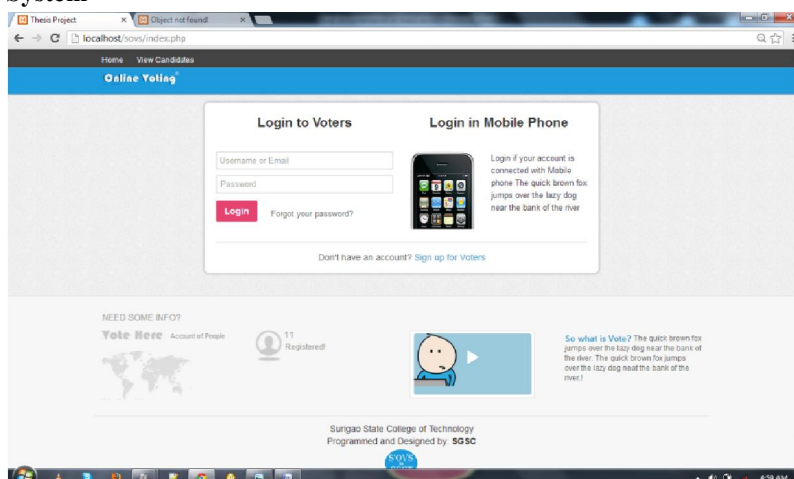 System
Thesis Project
Object not found!
localhost/sovs/index.php
Home View Candidates
Online Voting
Login to Voters
Username or Email
Password
Login Forgot your password?
Don't have an account? Sign up for Voters
Login in Mobile Phone
Login if your account is
connected with Mobile
phone The quick brown fox
jumps over the lazy dog
near the bank of the river
NEED SOME INFO?
Vote Here Account of People
11
Registered!
So what is Vote? The quick brown fox
jumps over the lazy dog near the bank of
the river. The quick brown fox jumps
over the lazy dog neat the bank of the
river.!
Surigao State College of Technology
Programmed and Designed by: SGSC
SOVS
4:59 AM